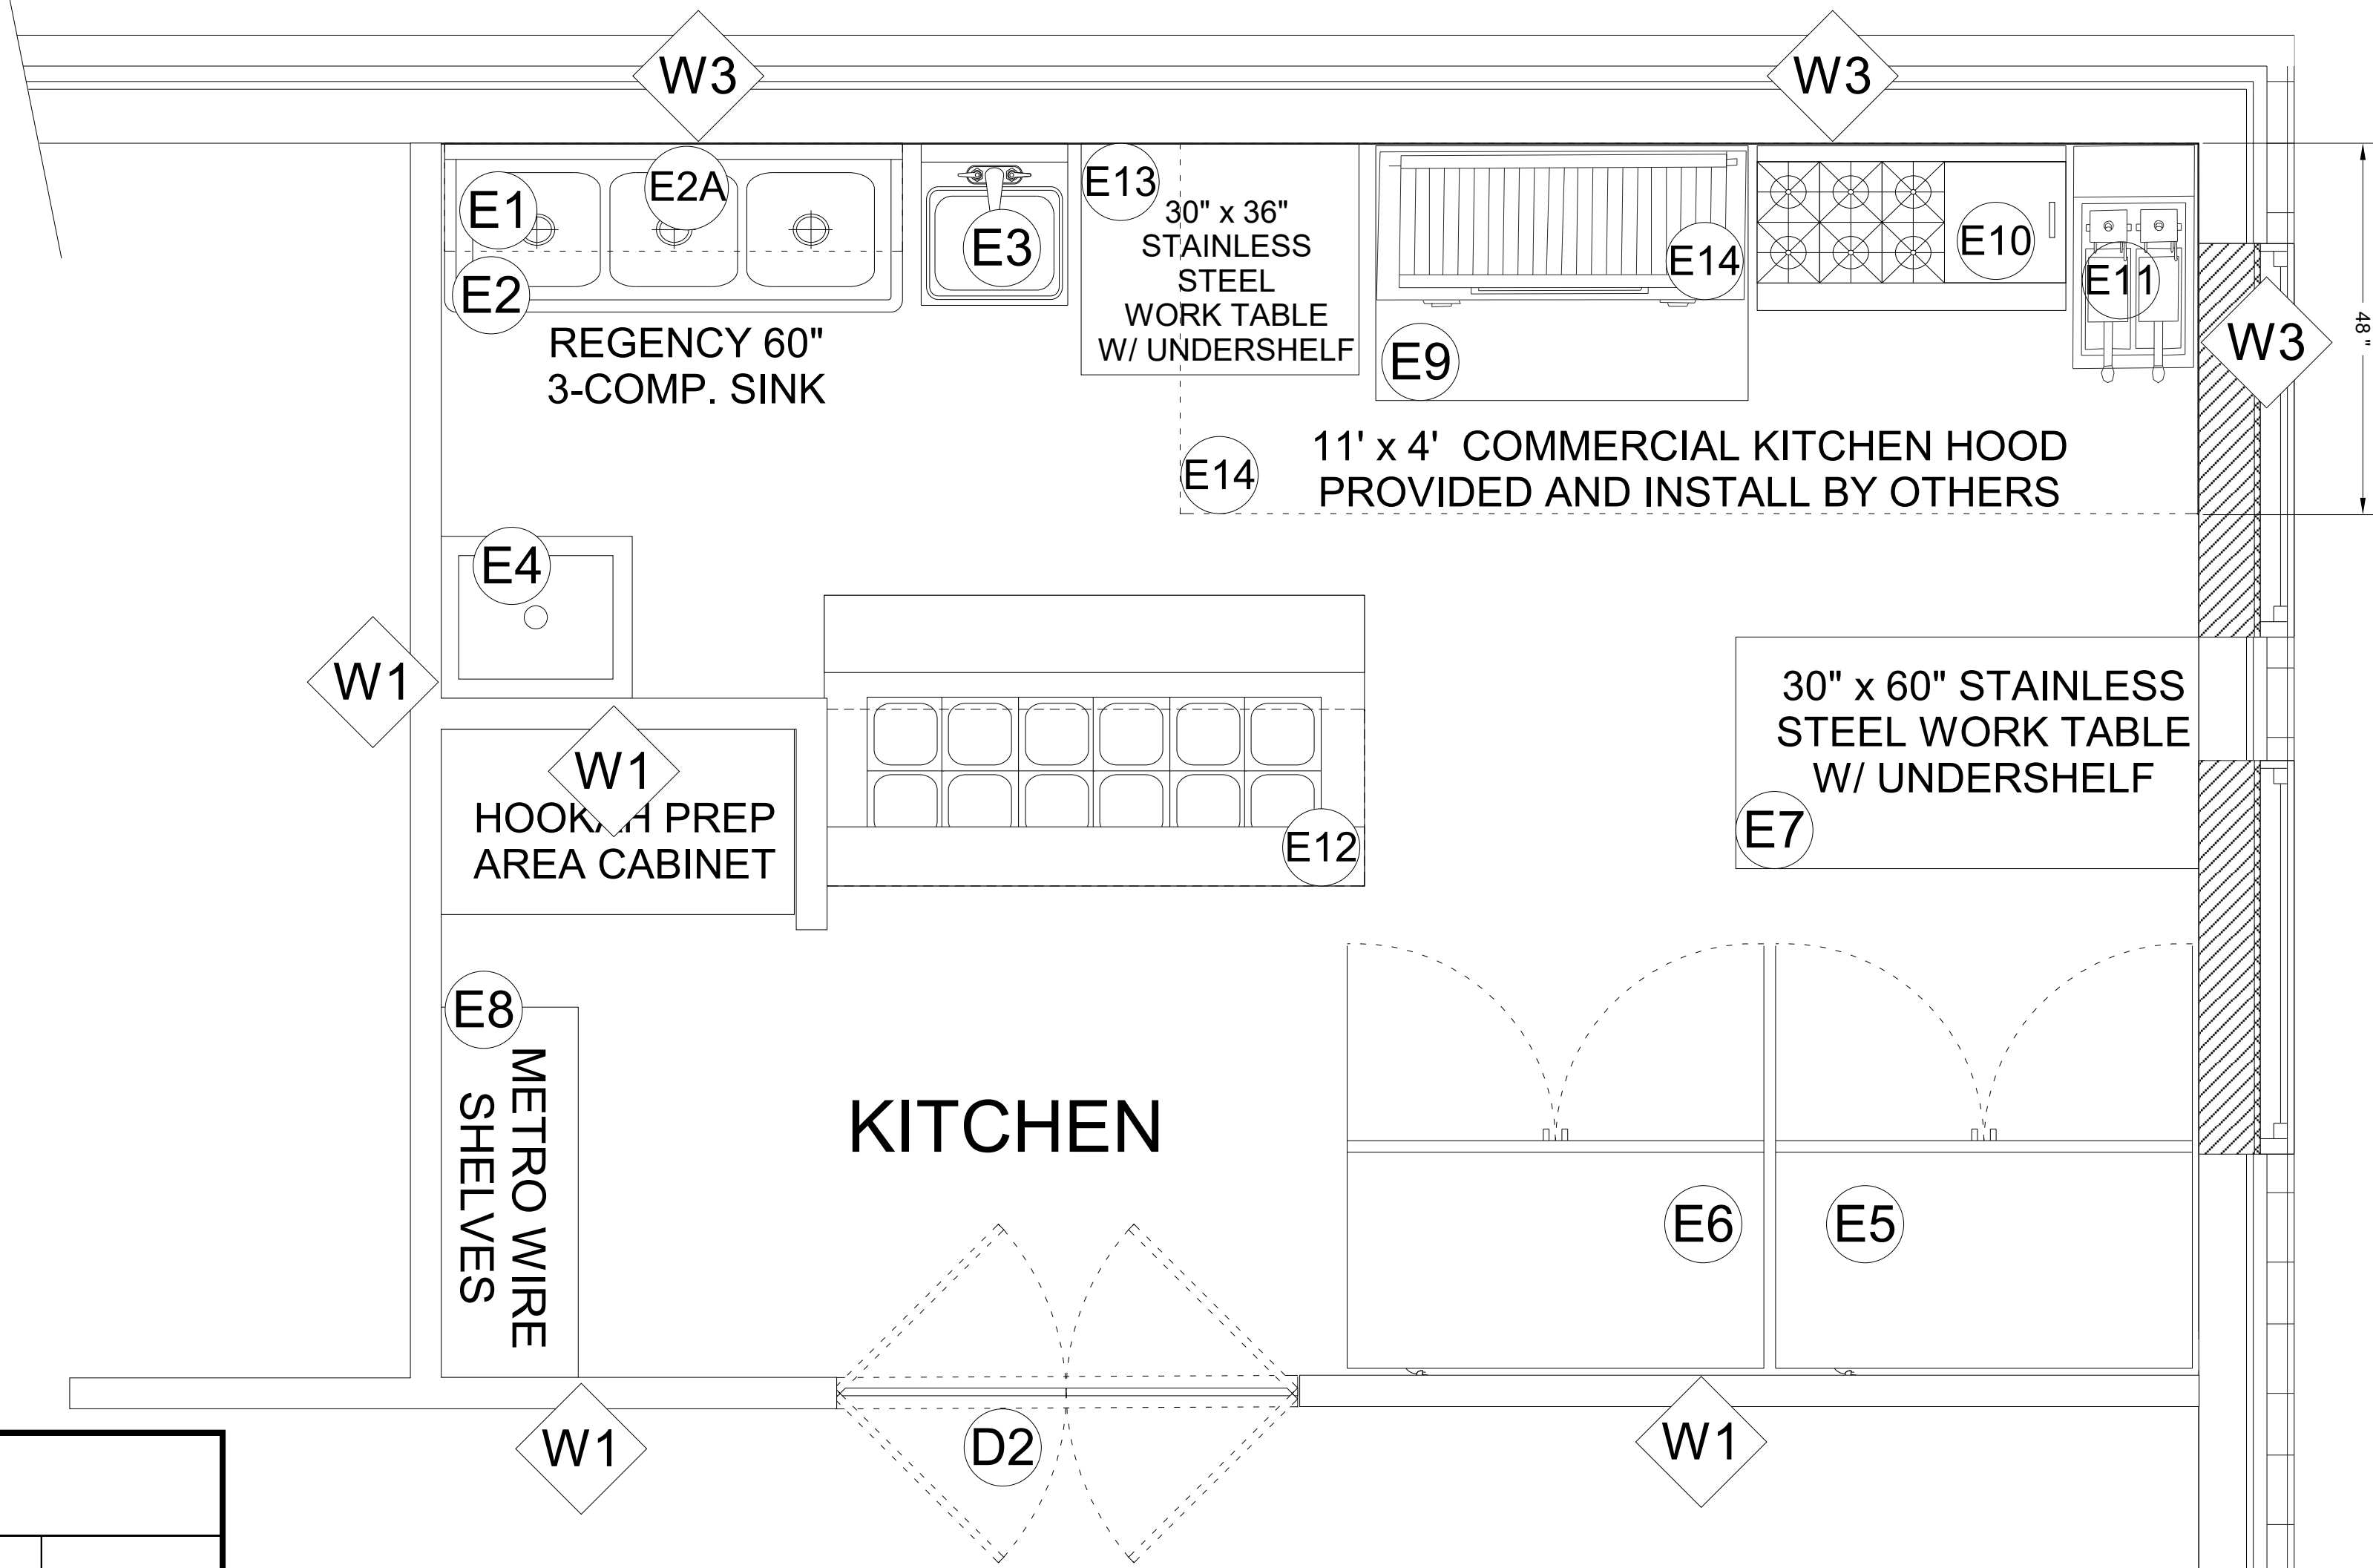 W3
W3
E1
E2A
E2
E3
E13
30" x 36"
STAINLESS
STEEL
WORK TABLE
W/ UNDERSHELF
E14
E10
E11
W3
48 "
REGENCY 60"
3-COMP. SINK
E9
E14
11' x 4' COMMERCIAL KITCHEN HOOD
PROVIDED AND INSTALL BY OTHERS
E4
W1
W1
HOOKAH PREP
AREA CABINET
E12
30" x 60" STAINLESS
STEEL WORK TABLE
W/ UNDERSHELF
E7
E8
METRO WIRE
SHELVES
KITCHEN
E6
E5
W1
D2
W1